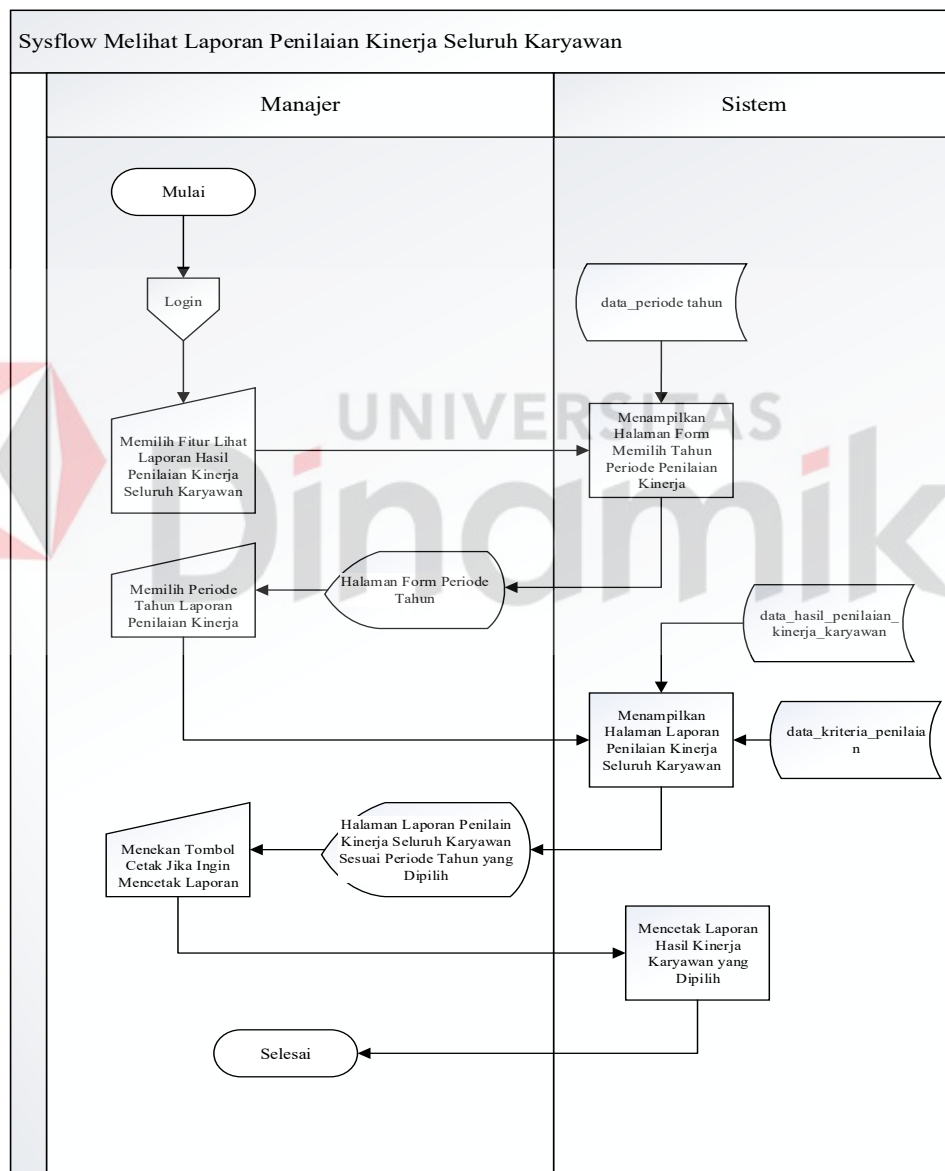 Sysflow Melihat Laporan Penilaian Kinerja Seluruh Karyawan
Manajer
Sistem
Mulai
Login
data_periode tahun
UNIVERSITAS
Dinamik
Memilih Fitur Lihat
Laporan Hasil
Penilaian Kinerja
Seluruh Karyawan
Menampilkan
Halaman Form
Memilih Tahun
Periode Penilaian
Kinerja
Memilih Periode
Tahun Laporan
Penilaian Kinerja
Halaman Form Periode
Tahun
data_hasil_penilaian_
kinerja_karyawan
Menampilkan
Halaman Laporan
Penilaian Kinerja
Seluruh Karyawan
data_kriteria_penilaia
n
Menekan Tombol
Cetak Jika Ingin
Mencetak Laporan
Halaman Laporan Penilain
Kinerja Seluruh Karyawan
Sesuai Periode Tahun yang
Dipilih
Mencetak Laporan
Hasil Kinerja
Karyawan yang
Dipilih
Selesai